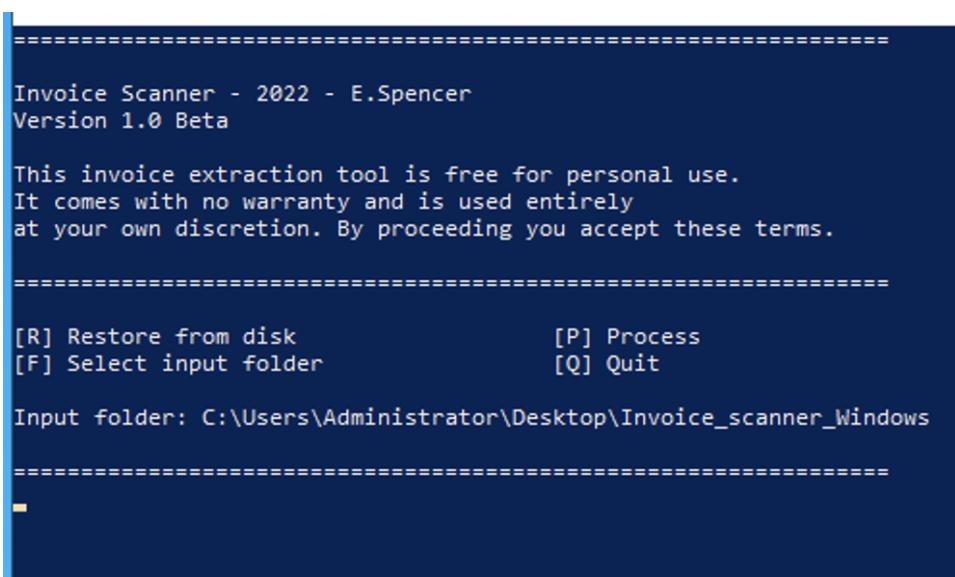 =================================================================
Invoice Scanner - 2022 - E.Spencer
Version 1.0 Beta
This invoice extraction tool is free for personal use.
It comes with no warranty and is used entirely
at your own discretion. By proceeding you accept these terms.
=================================================================
[R] Restore from disk                   [P] Process
[F] Select input folder                 [Q] Quit
Input folder: C:\Users\Administrator\Desktop\Invoice_scanner_Windows
=================================================================